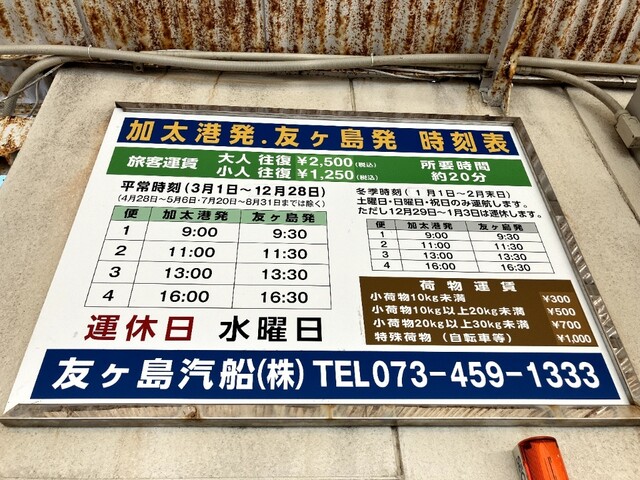 加太港発.友ヶ島発 時刻表
旅客運賃 大人 往復 ¥2,500(税込)
小人 往復 ¥1,250(税込)
所要時間
約20分
平常時刻(3月1日〜12月28日)
(4月28日〜5月6日・7月20日〜8月31日までは除く)
便 加太港発 友ヶ島発
1 9:00 9:30
2 11:00 11:30
3 13:00 13:30
4 16:00 16:30
運休日 水曜日
冬季時刻(1月1日〜2月末日)
土曜日・日曜日・祝日のみ運航します。
ただし12月29日〜1月3日は運休します。
便 加太港発 友ヶ島発
1 9:00 9:30
2 11:00 11:30
3 13:00 13:30
4 16:00 16:30
荷物運賃
小荷物10kg未満 ¥300
小荷物10kg以上20kg未満 ¥500
小荷物20kg以上30kg未満 ¥700
特殊荷物 (自転車等) ¥1,000
友ヶ島汽船(株) TEL073-459-1333